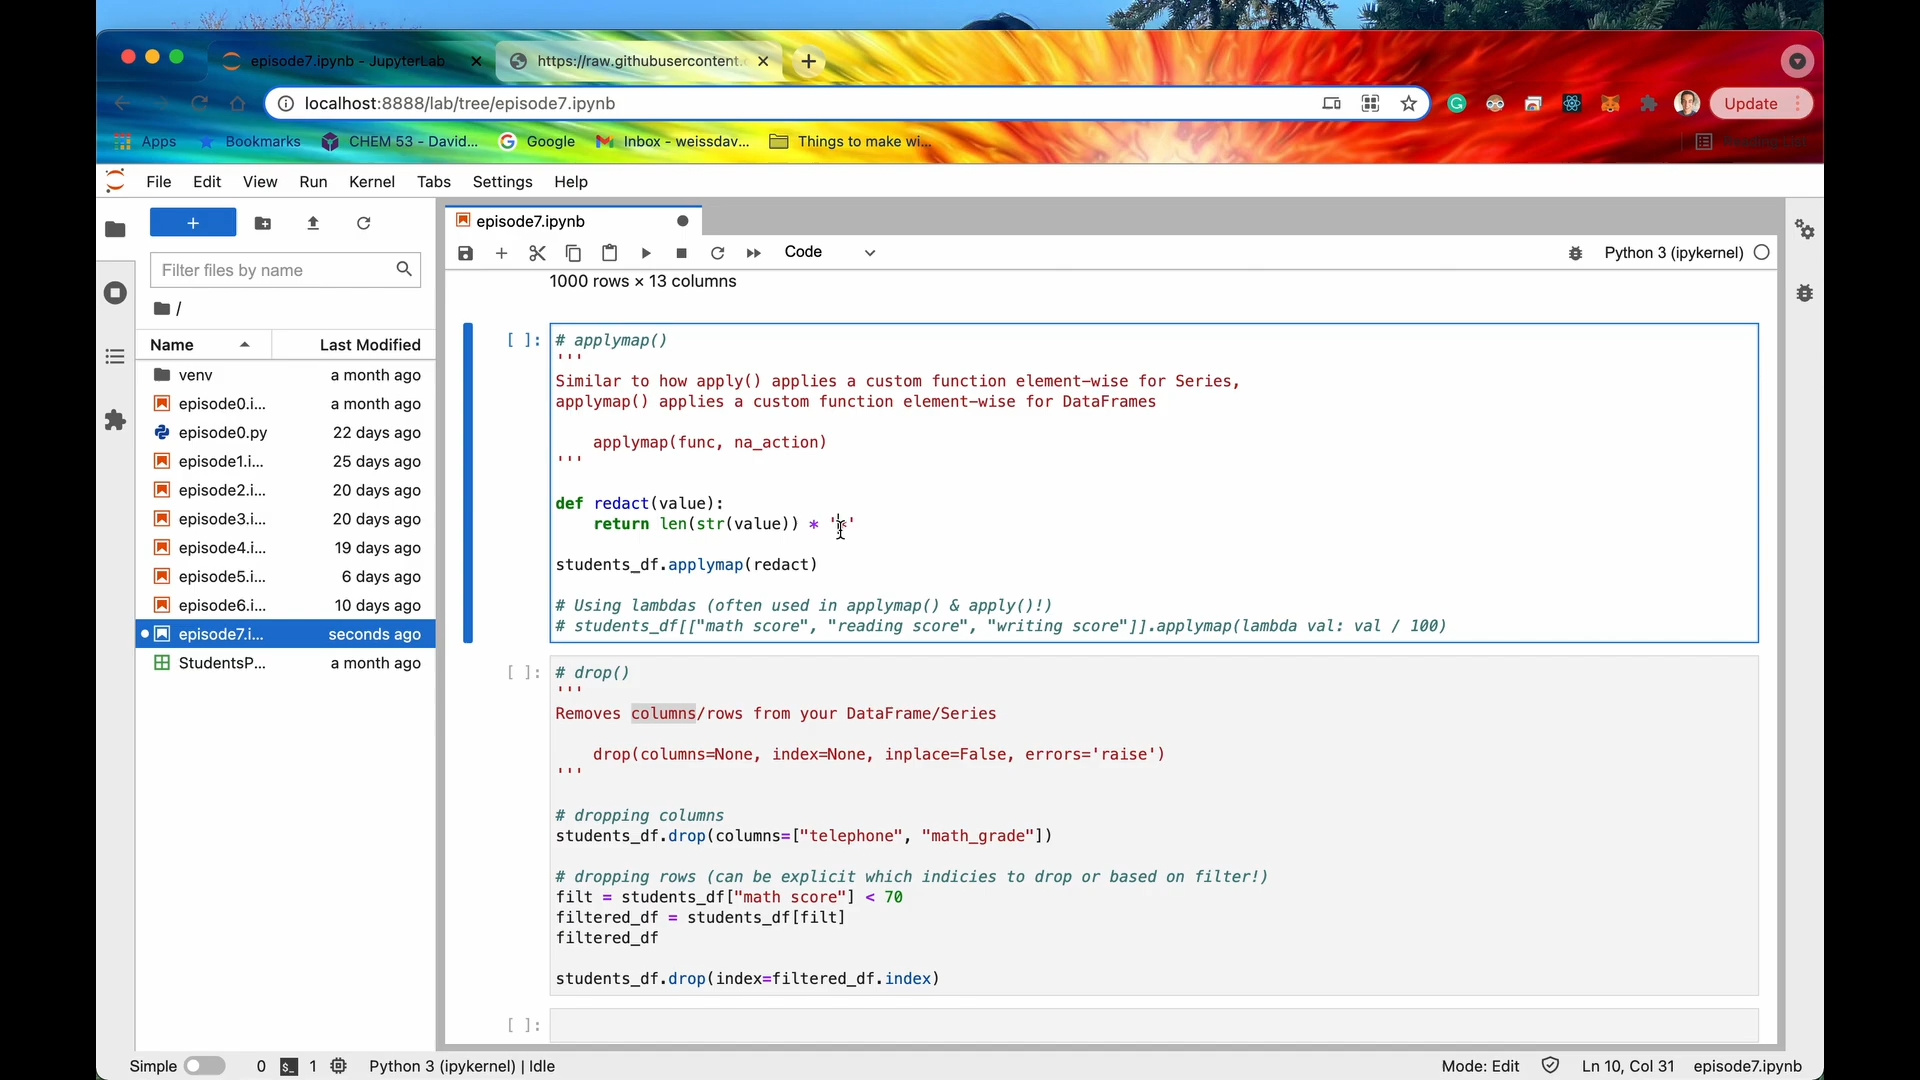 episode7.ipynb - JupyterLab
https://raw.githubusercontent.
localhost:8888/lab/tree/episode7.ipynb
Update
Apps
Bookmarks
CHEM 53 - David...
Google
Inbox - weissdav...
Things to make wi...
Reading List
File Edit View Run Kernel Tabs Settings Help
Filter files by name
/
Name Last Modified
venv a month ago
episode0.i... a month ago
episode0.py 22 days ago
episode1.i... 25 days ago
episode2.i... 20 days ago
episode3.i... 20 days ago
episode4.i... 19 days ago
episode5.i... 6 days ago
episode6.i... 10 days ago
episode7.i... seconds ago
StudentsP... a month ago
episode7.ipynb
Code
Python 3 (ipykernel)
1000 rows × 13 columns
[ ]:
# applymap()
'''
Similar to how apply() applies a custom function element-wise for Series,
applymap() applies a custom function element-wise for DataFrames
applymap(func, na_action)
'''
def redact(value):
return len(str(value)) * '*'
students_df.applymap(redact)
# Using lambdas (often used in applymap() & apply()!)
# students_df[["math score", "reading score", "writing score"]].applymap(lambda val: val / 100)
[ ]:
# drop()
'''
Removes columns/rows from your DataFrame/Series
drop(columns=None, index=None, inplace=False, errors='raise')
'''
# dropping columns
students_df.drop(columns=["telephone", "math_grade"])
# dropping rows (can be explicit which indicies to drop or based on filter!)
filt = students_df["math score"] < 70
filtered_df = students_df[filt]
filtered_df
students_df.drop(index=filtered_df.index)
[ ]:
Simple 0 1 Python 3 (ipykernel) | Idle
Mode: Edit Ln 10, Col 31 episode7.ipynb